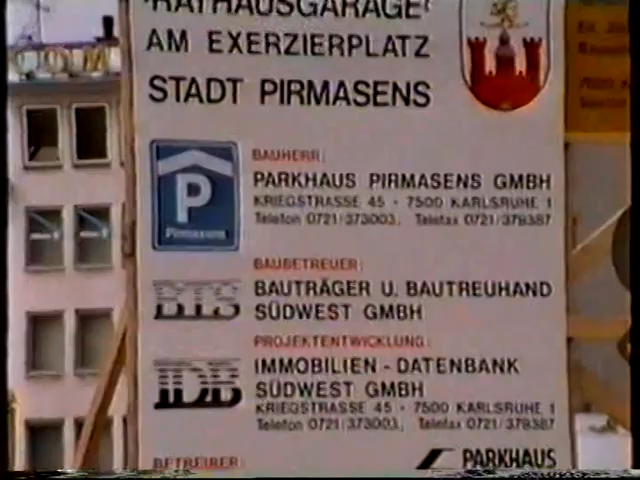 RATHAUSGARAGE
AM EXERZIERPLATZ
STADT PIRMASENS
P
Pirmasens
BAUHERR:
PARKHAUS PIRMASENS GMBH
KRIEGSTRASSE 45 - 7500 KARLSRUHE 1
Telefon 0721/373003, Telefax 0721/379387
BAUBETREUER:
BTS
BAUTRÄGER U. BAUTREUHAND
SÜDWEST GMBH
PROJEKTENTWICKLUNG:
IDB
IMMOBILIEN - DATENBANK
SÜDWEST GMBH
KRIEGSTRASSE 45 - 7500 KARLSRUHE 1
Telefon 0721/373003, Telefax 0721/379387
BETREIBER:
PARKHAUS